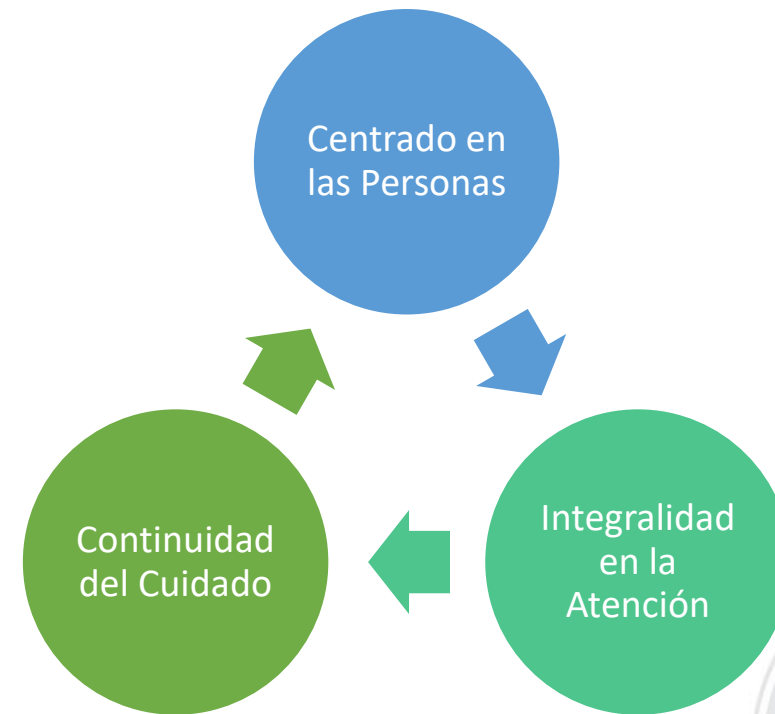 Centrado en
las Personas
Integralidad
en la
Atención
Continuidad
del Cuidado